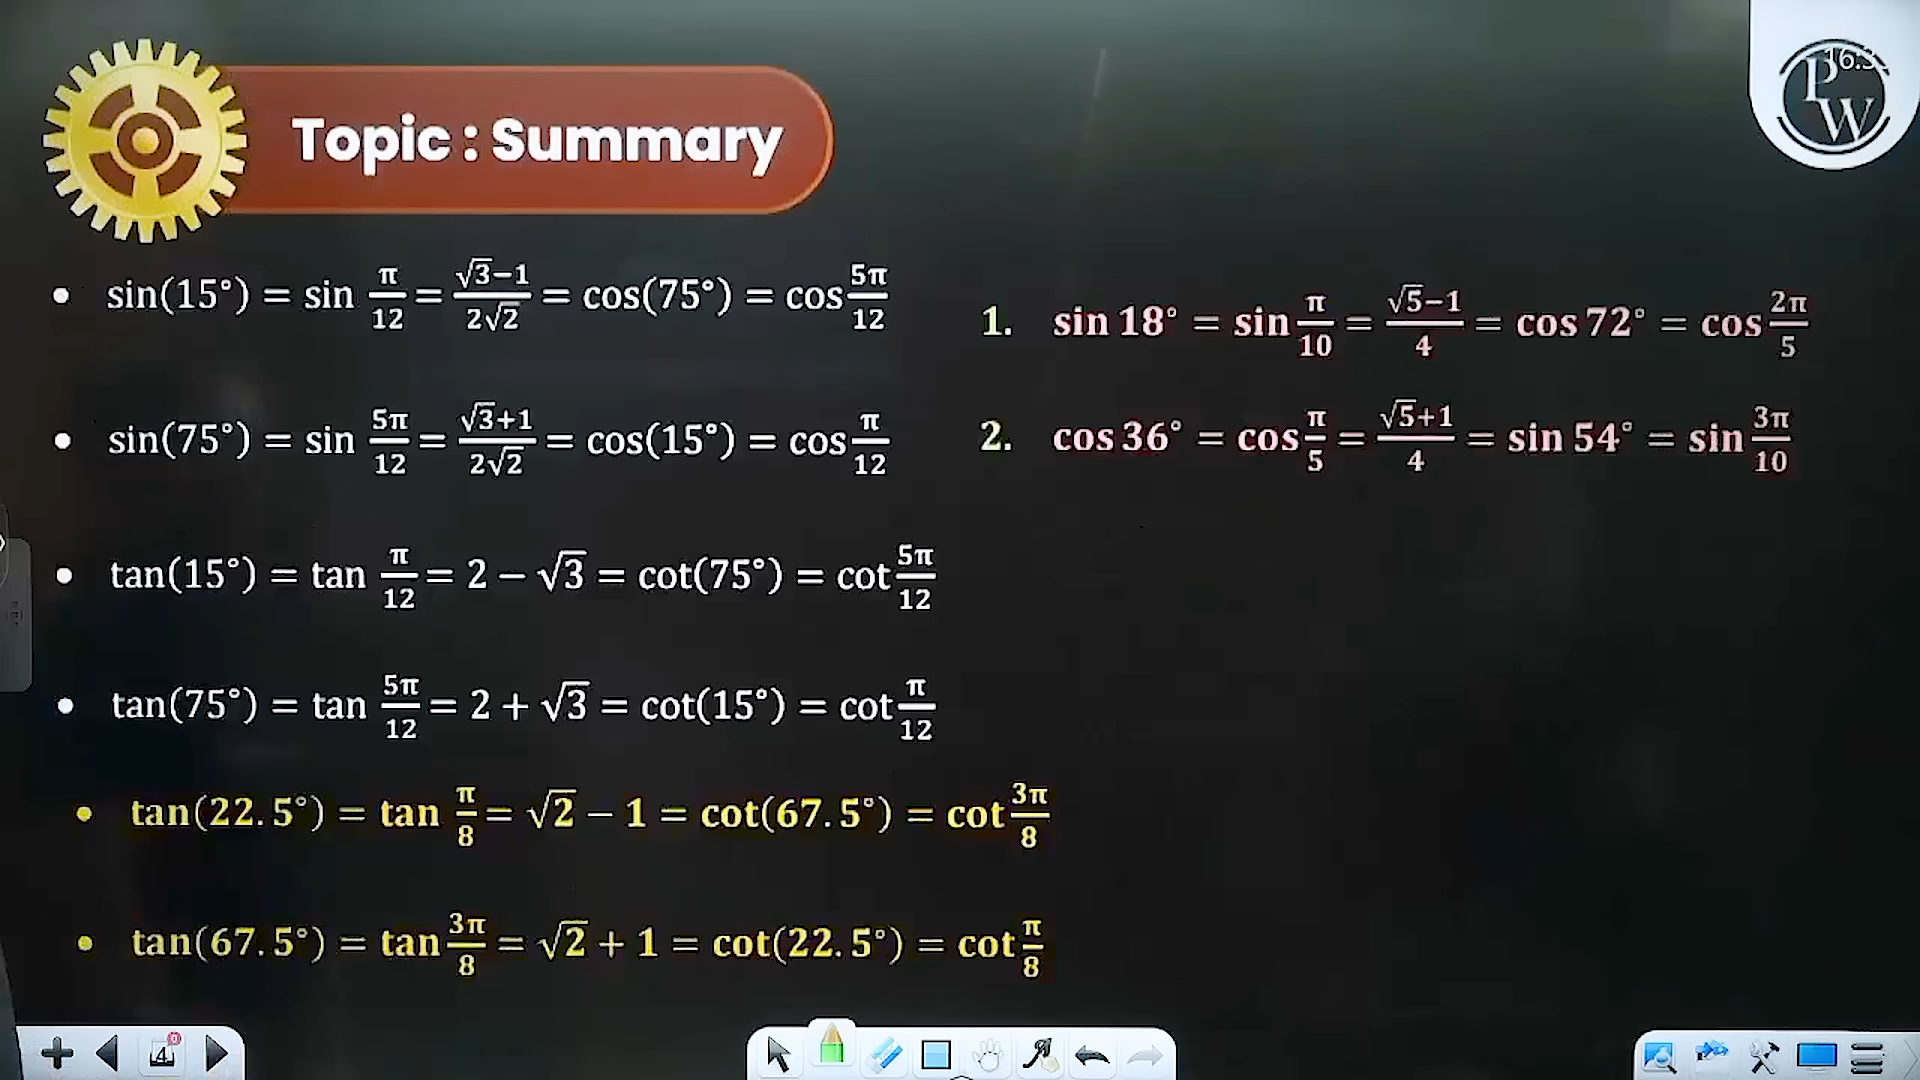 Topic : Summary
PW
• sin(15°) = sin π/12 = (√3−1)/(2√2) = cos(75°) = cos 5π/12
• sin(75°) = sin 5π/12 = (√3+1)/(2√2) = cos(15°) = cos π/12
• tan(15°) = tan π/12 = 2 − √3 = cot(75°) = cot 5π/12
• tan(75°) = tan 5π/12 = 2 + √3 = cot(15°) = cot π/12
• tan(22.5°) = tan π/8 = √2 − 1 = cot(67.5°) = cot 3π/8
• tan(67.5°) = tan 3π/8 = √2 + 1 = cot(22.5°) = cot π/8
1. sin 18° = sin π/10 = (√5−1)/4 = cos 72° = cos 2π/5
2. cos 36° = cos π/5 = (√5+1)/4 = sin 54° = sin 3π/10
4
0